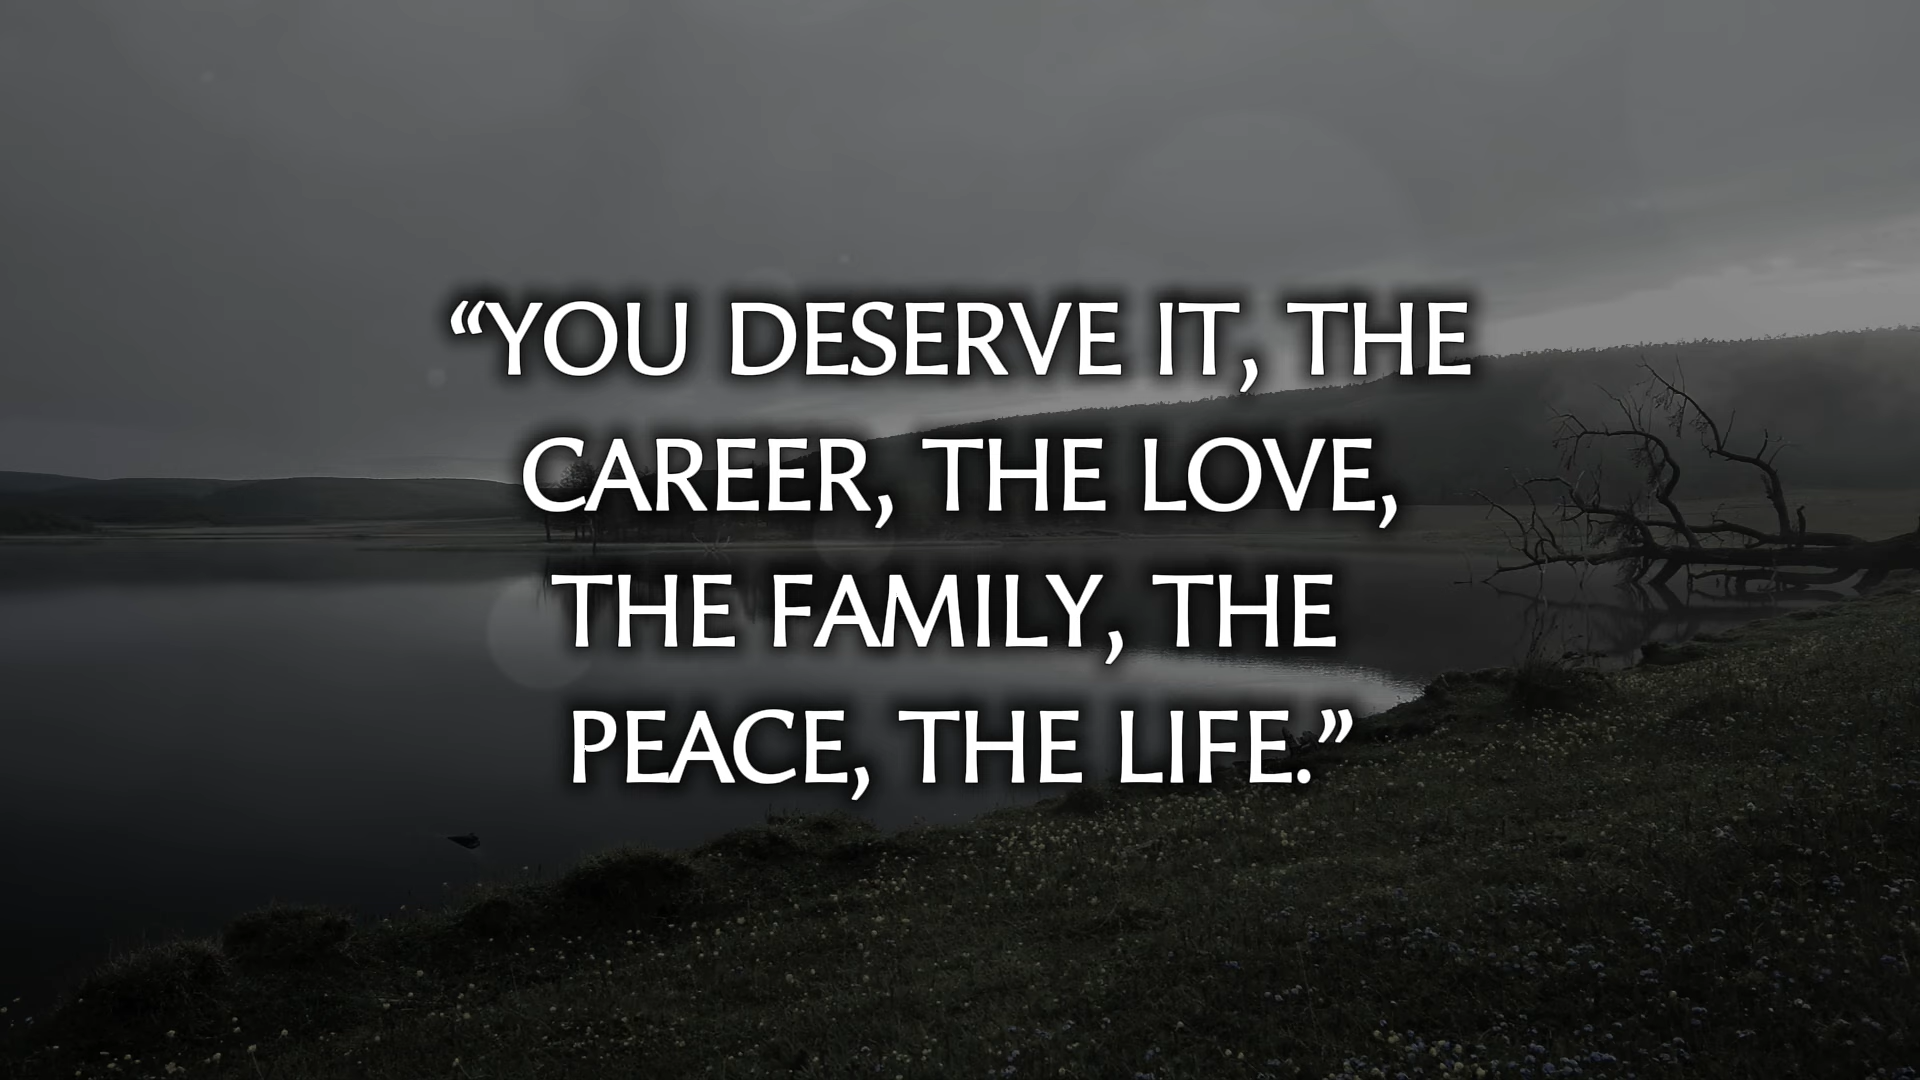 “YOU DESERVE IT, THE
CAREER, THE LOVE,
THE FAMILY, THE
PEACE, THE LIFE.”